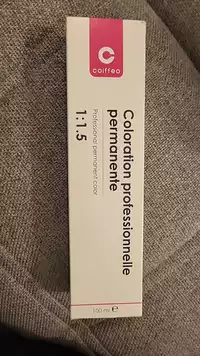 coiffeo
Coloration professionnelle
permanente
Professional permanent color
1:1.5
100 ml ℮